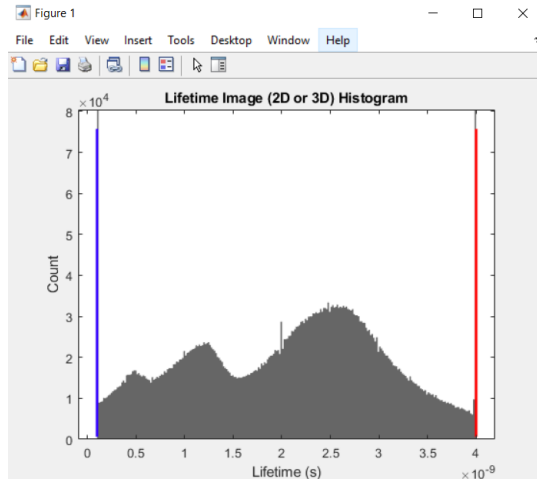 Figure 1
File Edit View Insert Tools Desktop Window Help
×10⁴
Lifetime Image (2D or 3D) Histogram
8
7
6
5
4
3
2
1
0
Count
0 0.5 1 1.5 2 2.5 3 3.5 4
Lifetime (s)
×10⁻⁹